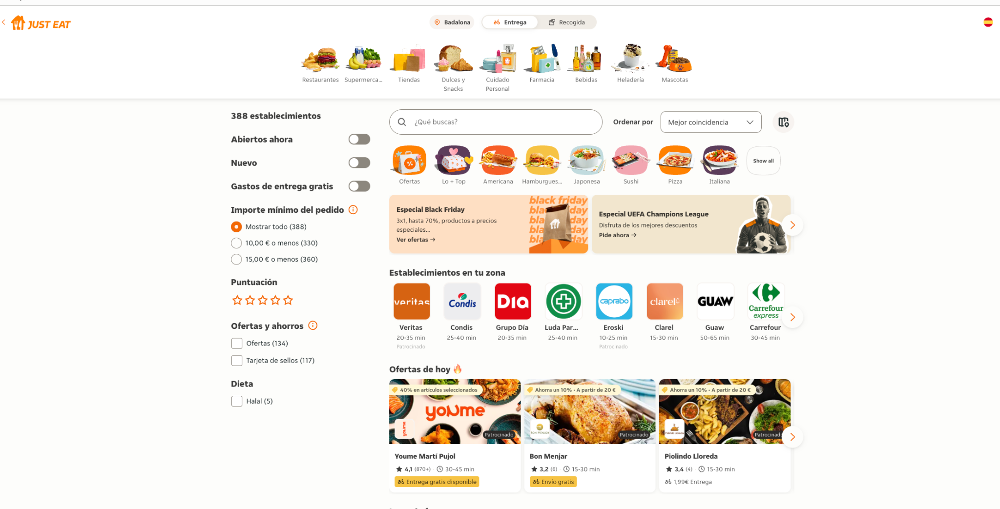 JUST EAT
Badalona
Entrega
Recogida
Restaurantes
Supermerca...
Tiendas
Dulces y
Snacks
Cuidado
Personal
Farmacia
Bebidas
Heladería
Mascotas
388 establecimientos
Abiertos ahora
Nuevo
Gastos de entrega gratis
Importe mínimo del pedido
Mostrar todo (388)
10,00 € o menos (330)
15,00 € o menos (360)
Puntuación
Ofertas y ahorros
Ofertas (134)
Tarjeta de sellos (117)
Dieta
Halal (5)
¿Qué buscas?
Ordenar por
Mejor coincidencia
Ofertas
Lo + Top
Americana
Hamburgues...
Japonesa
Sushi
Pizza
Italiana
Show all
Especial Black Friday
3x1, hasta 70%, productos a precios
especiales...
Ver ofertas →
black friday
Especial UEFA Champions League
Disfruta de los mejores descuentos
Pide ahora →
Establecimientos en tu zona
veritas
Condis
Dia
caprabo
clarel
GUAW
Carrefour
express
Veritas
20-35 min
Patrocinado
Condis
25-40 min
Grupo Día
20-35 min
Luda Par...
25-40 min
Eroski
10-25 min
Patrocinado
Clarel
15-30 min
Guaw
50-65 min
Carrefour
30-45 min
Ofertas de hoy 🔥
40% en artículos seleccionados
youme
youme
Patrocinado
Youme Martí Pujol
4,1 (870+) · 30-45 min
Entrega gratis disponible
Ahorra un 10% • A partir de 20 €
BON MENJAR
Patrocinado
Bon Menjar
3,2 (6) · 15-30 min
Envío gratis
Ahorra un 10% • A partir de 20 €
Piolindo Lloreda
Patrocinado
Piolindo Lloreda
3,4 (4) · 15-30 min
1,99€ Entrega